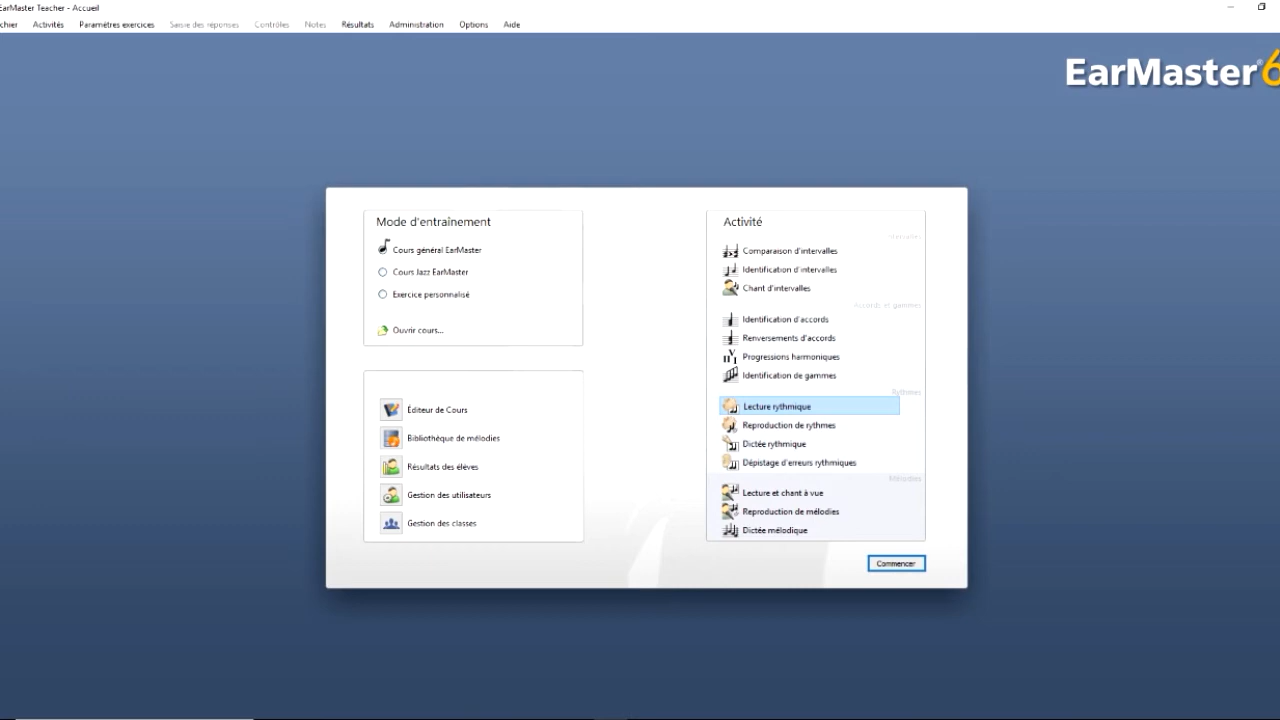 EarMaster Teacher - Accueil
chier Activités Paramètres exercices Saisie des réponses Contrôles Notes Résultats Administration Options Aide
EarMaster® 6
Mode d'entraînement
Cours général EarMaster
Cours Jazz EarMaster
Exercice personnalisé
Ouvrir cours...
Éditeur de Cours
Bibliothèque de mélodies
Résultats des élèves
Gestion des utilisateurs
Gestion des classes
Activité
Intervalles
Comparaison d'intervalles
Identification d'intervalles
Chant d'intervalles
Accords et gammes
Identification d'accords
Renversements d'accords
Progressions harmoniques
Identification de gammes
Rythmes
Lecture rythmique
Reproduction de rythmes
Dictée rythmique
Dépistage d'erreurs rythmiques
Mélodies
Lecture et chant à vue
Reproduction de mélodies
Dictée mélodique
Commencer